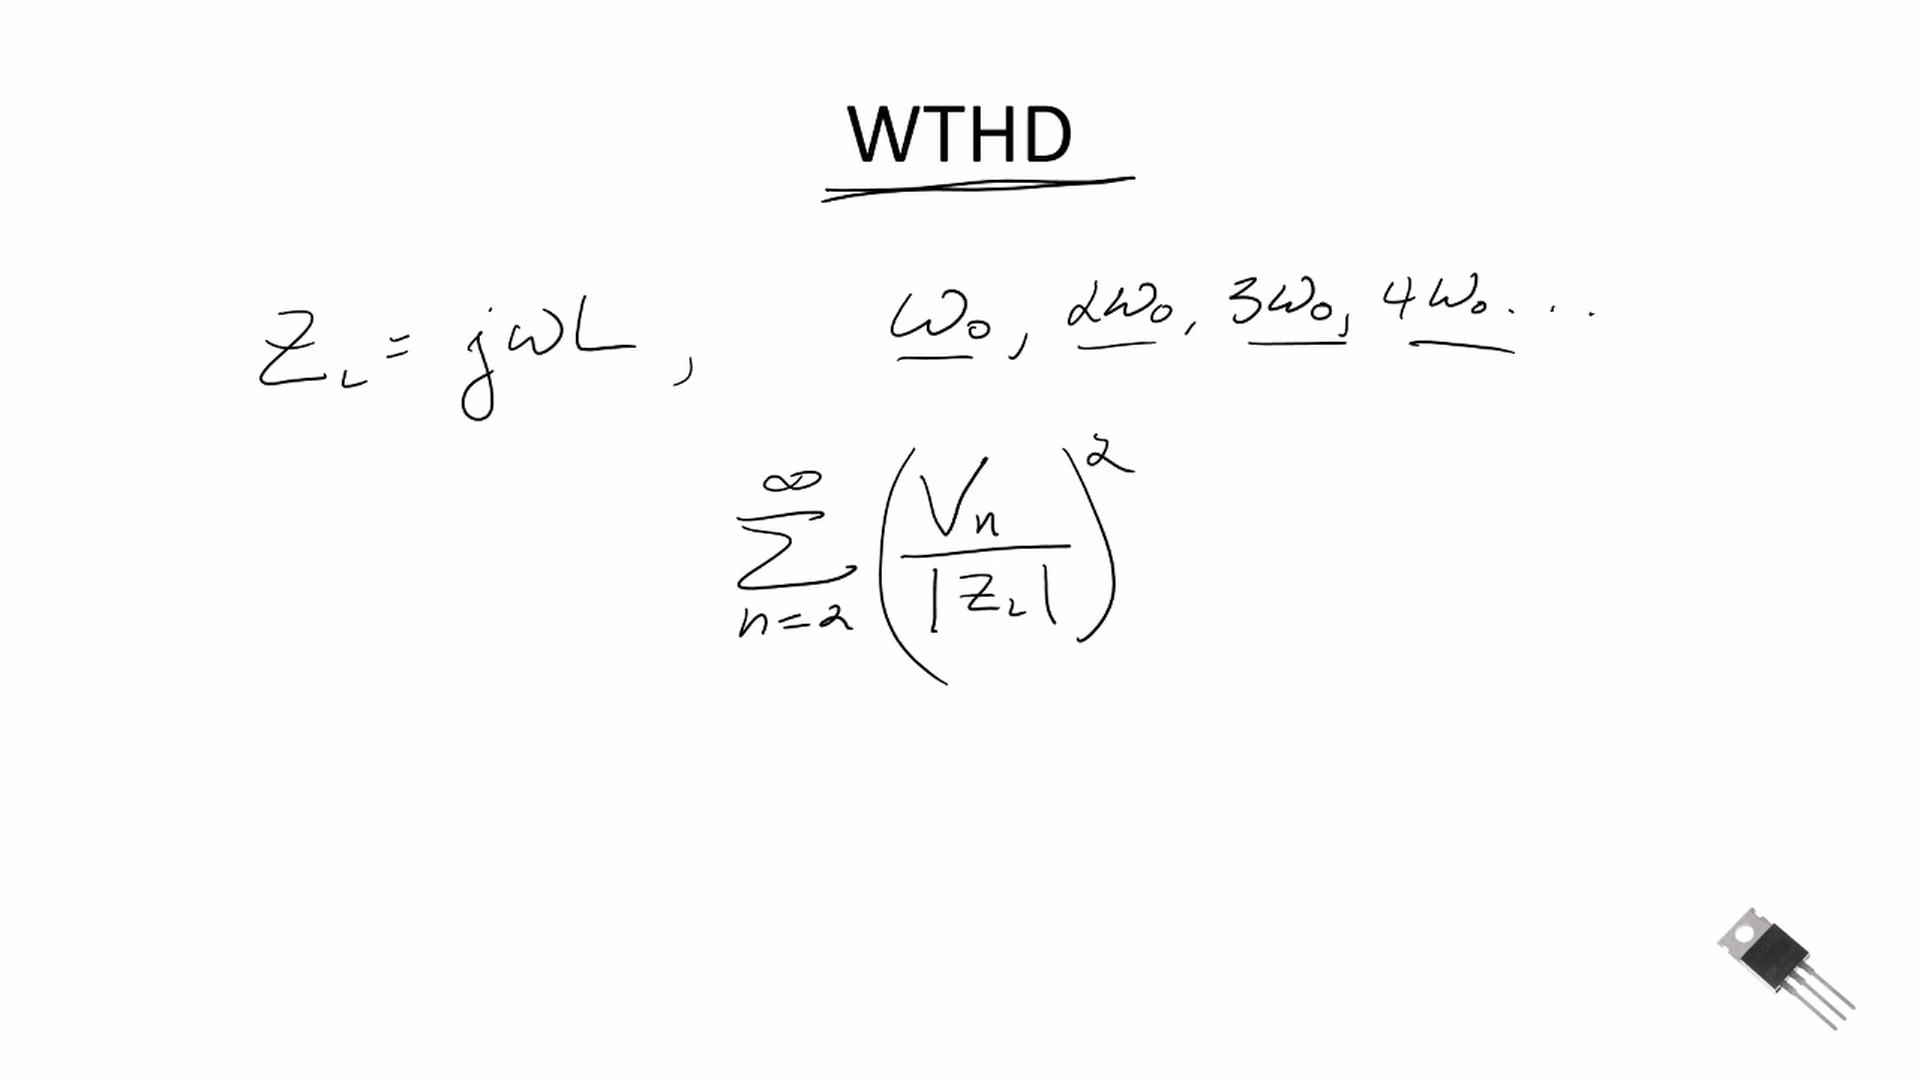 WTHD
Z_L = jωL , ω₀ , 2ω₀ , 3ω₀ , 4ω₀ . . .
∑_{n=2}^{∞} (V_n / |Z_L|)²